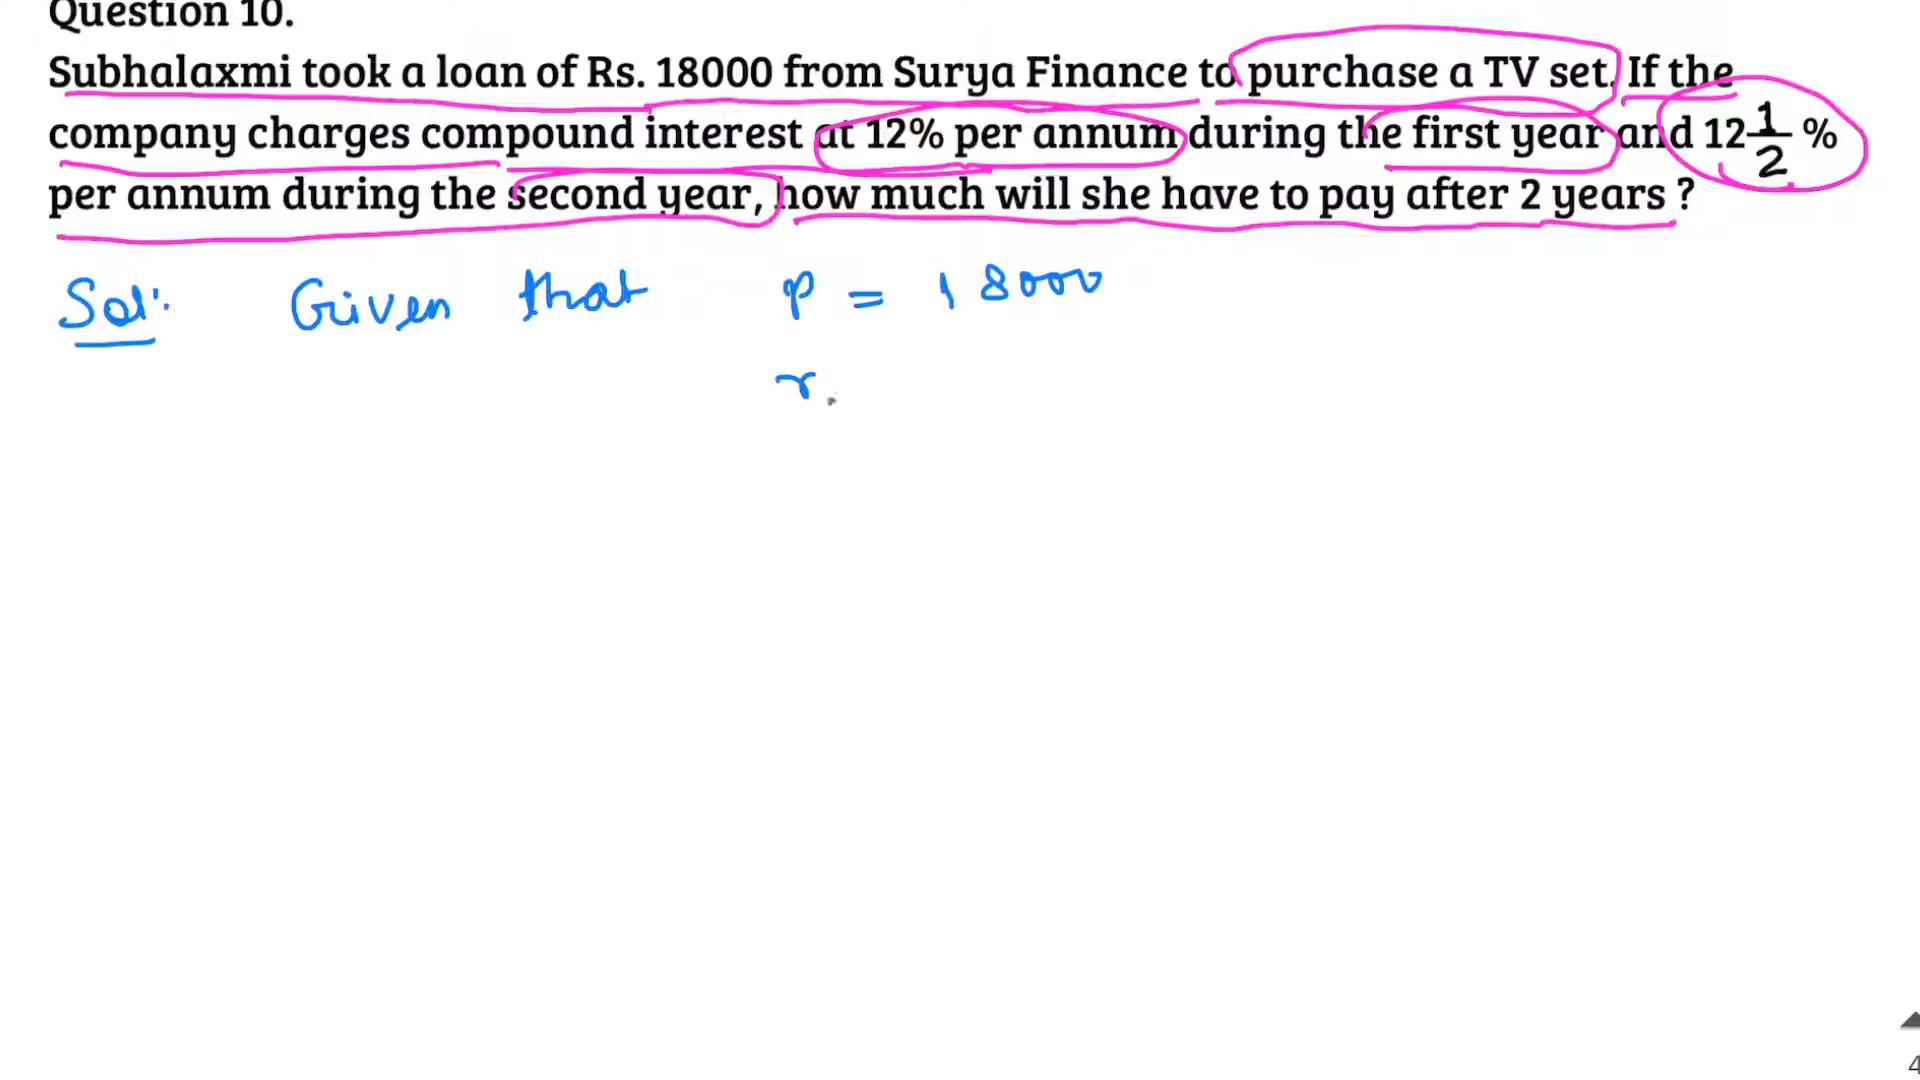 Question 10.
Subhalaxmi took a loan of Rs. 18000 from Surya Finance to purchase a TV set. If the
company charges compound interest at 12% per annum during the first year and 12 1/2 %
per annum during the second year, how much will she have to pay after 2 years ?
Sol: Given that P = 18000
r
4